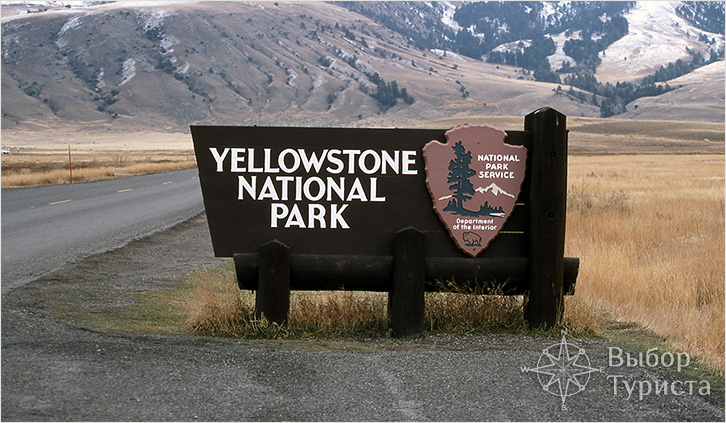 YELLOWSTONE
NATIONAL
PARK
NATIONAL
PARK
SERVICE
Department
of the Interior
Выбор
Туриста